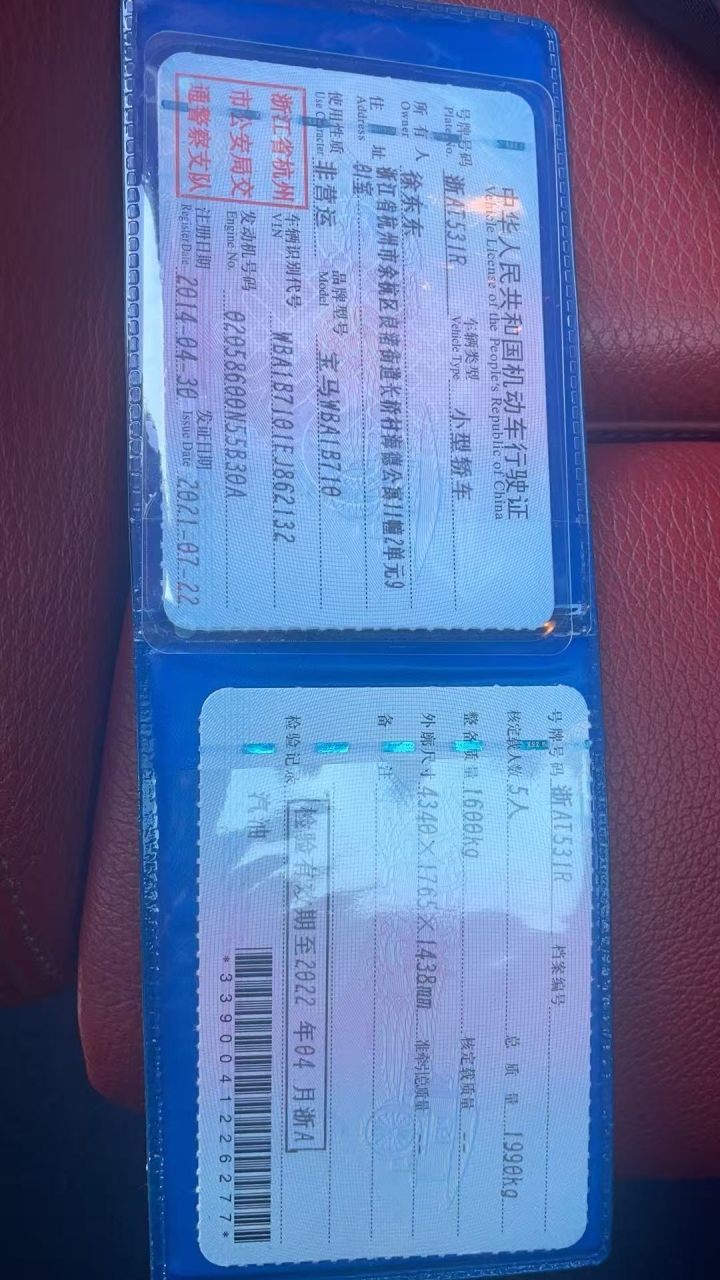 中华人民共和国机动车行驶证
Vehicle License of the People's Republic of China
号牌号码 浙AT531R 车辆类型 小型轿车
Plate No. Vehicle Type
所有人 徐东东
Owner
住址 浙江省杭州市余杭区良渚街道长桥村海德公园11幢2单元9
Address 01室
使用性质 非营运 品牌型号 宝马WBA1B710
Use Character Model
浙江省杭州
市公安局交
通警察支队
车辆识别代号 WBA1B7101EJ862132
VIN
发动机号码 02058600N55B30A
Engine No.
注册日期 2014-04-30 发证日期 2021-07-22
Register Date Issue Date
号牌号码 浙AT531R 档案编号
核定载人数 5人 总质量 1990kg
整备质量 1600kg 核定载质量 --
外廓尺寸 4340×1765×1438mm 准牵引总质量 --
备注
检验记录 检验有效期至2022年04月浙A
汽油
*3390041226277*